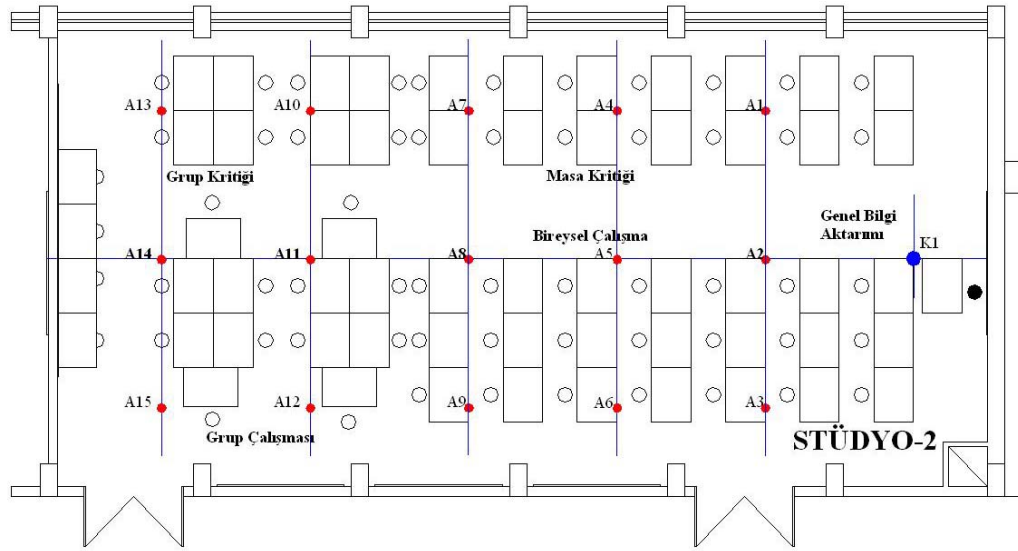 A13
A10
A7
A4
A1
Grup Kritiği
Masa Kritiği
Genel Bilgi
Aktarımı
Bireysel Çalışma
K1
A14
A11
A8
A5
A2
A15
A12
A9
A6
A3
Grup Çalışması
STÜDYO-2